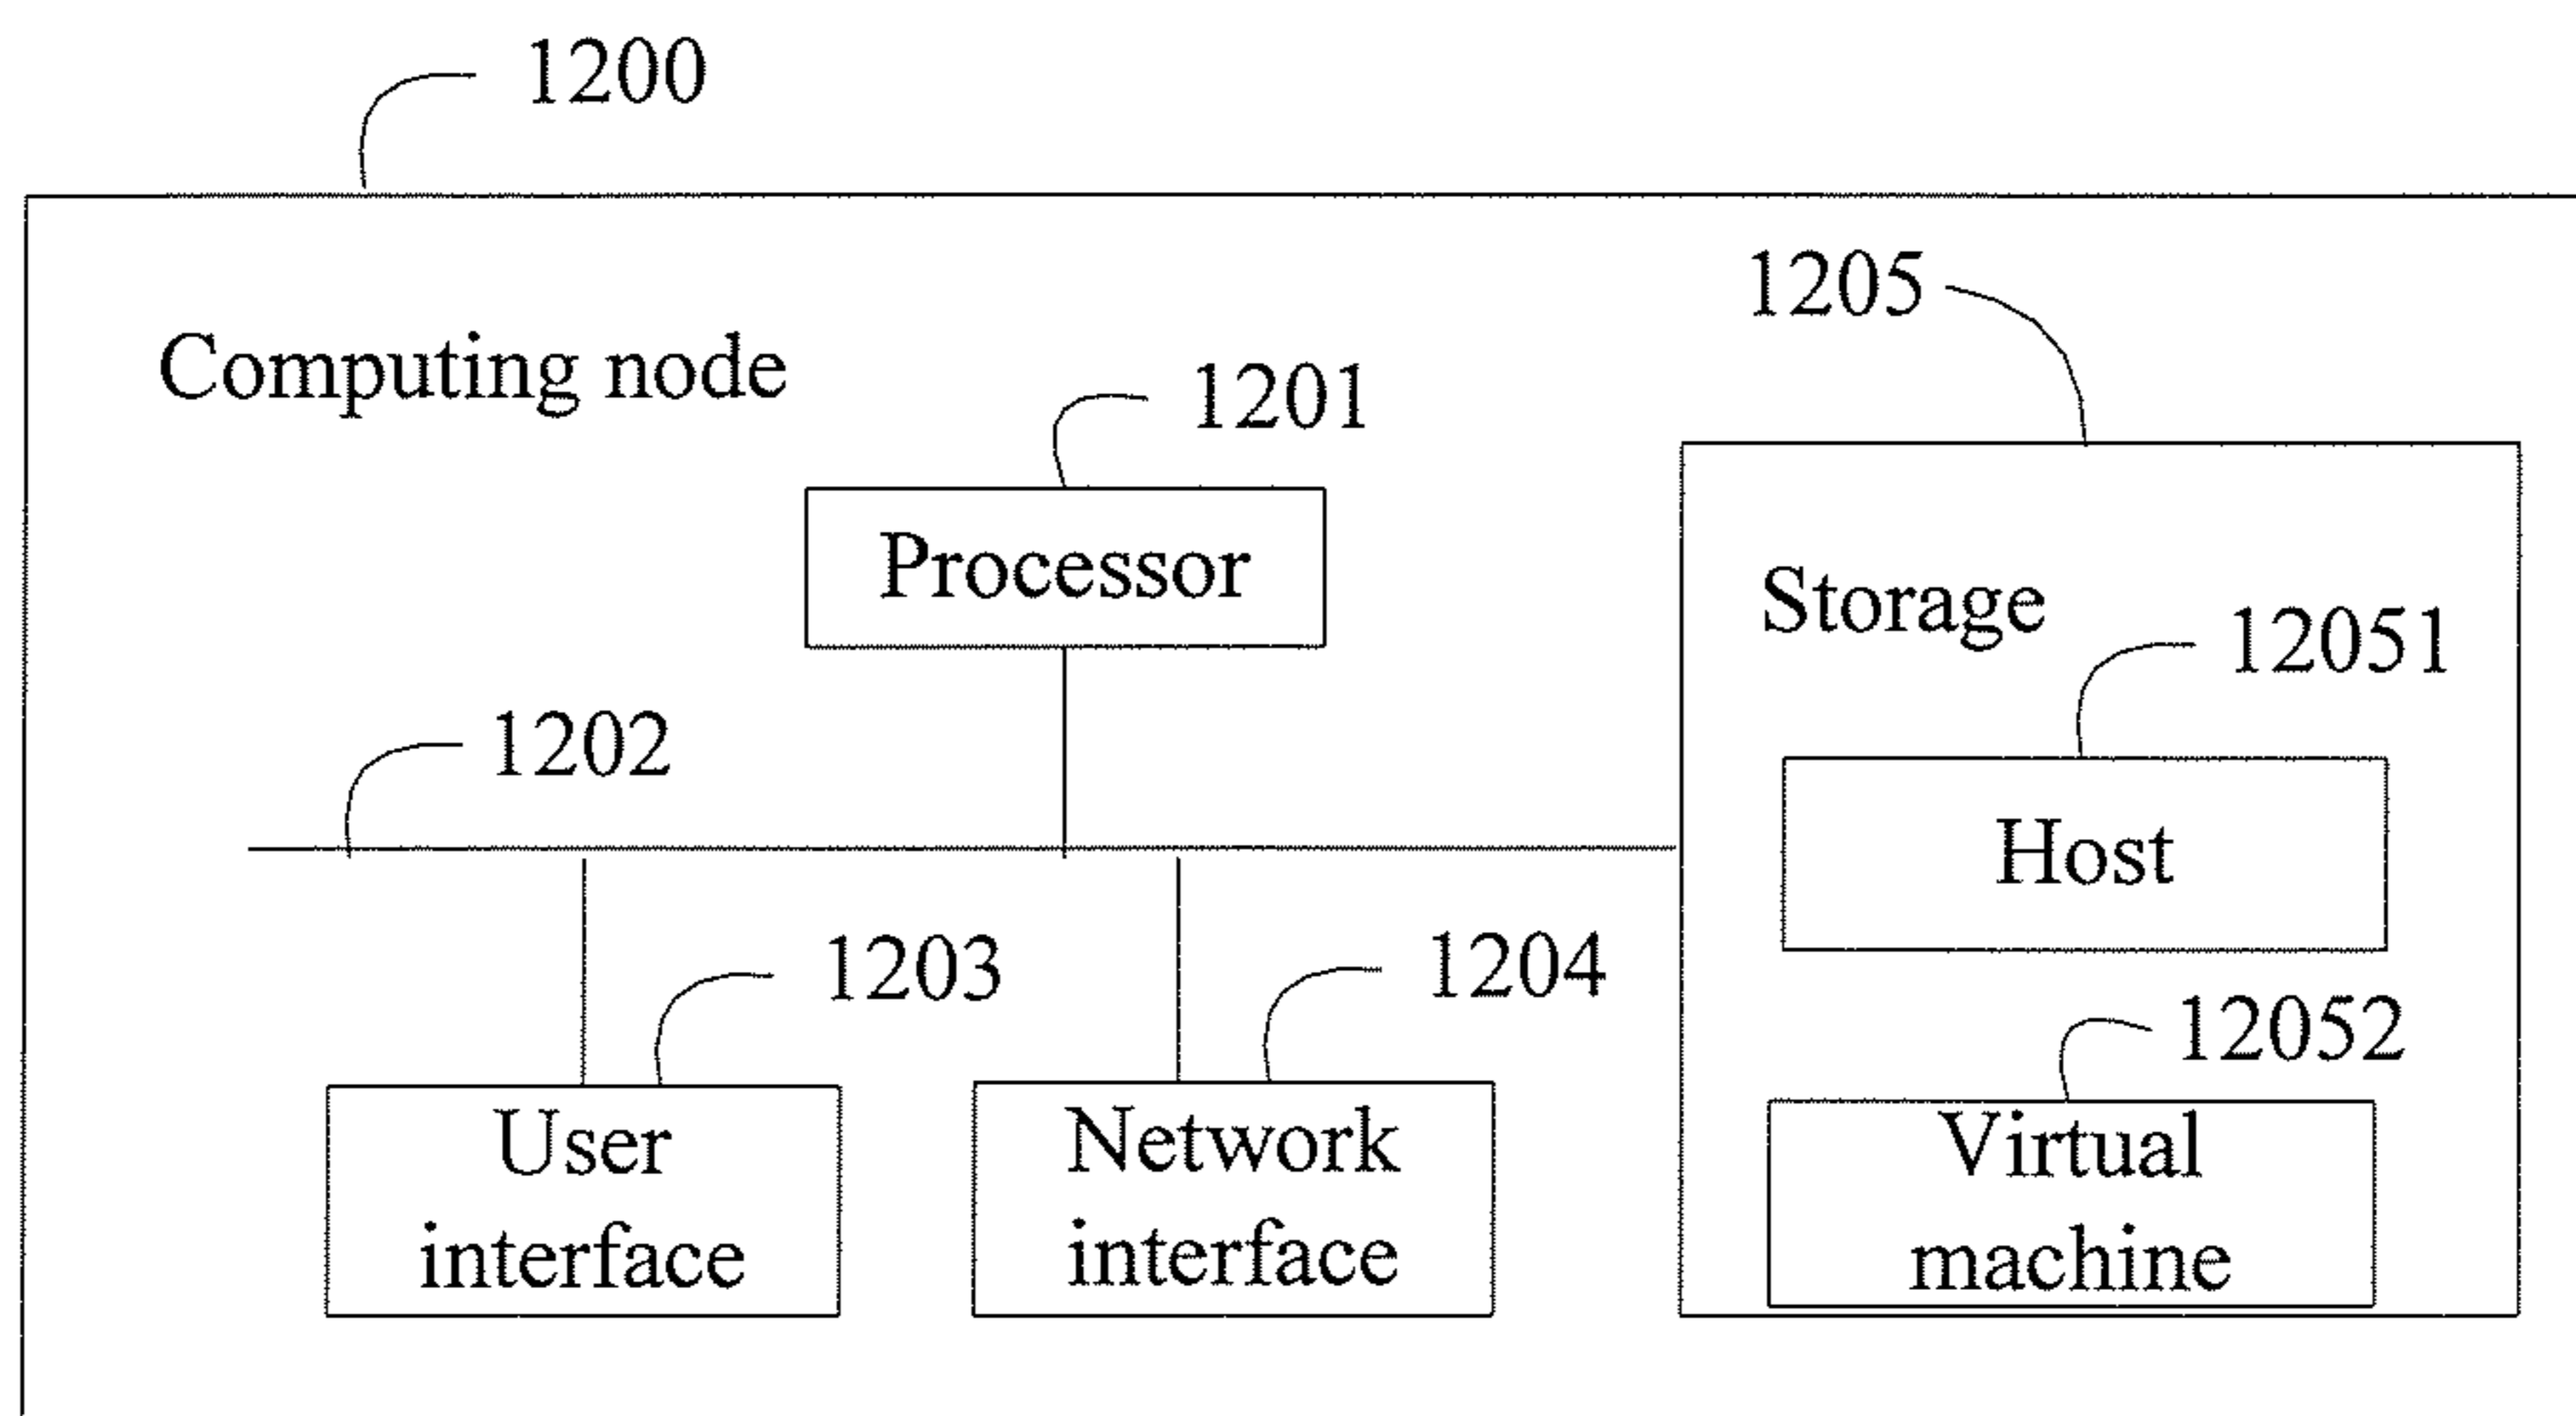 1200
1205
Computing node
1201
Processor
Storage
12051
1202
Host
1203
1204
12052
User
interface
Network
interface
Virtual
machine